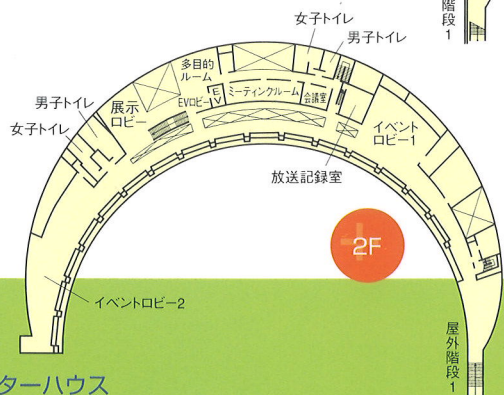 階段1
女子トイレ
男子トイレ
多目的
ルーム
EVロビー
EV
ミーティングルーム
会議室
男子トイレ
女子トイレ
展示
ロビー
イベント
ロビー1
放送記録室
2F
イベントロビー2
屋外階段1
ターハウス